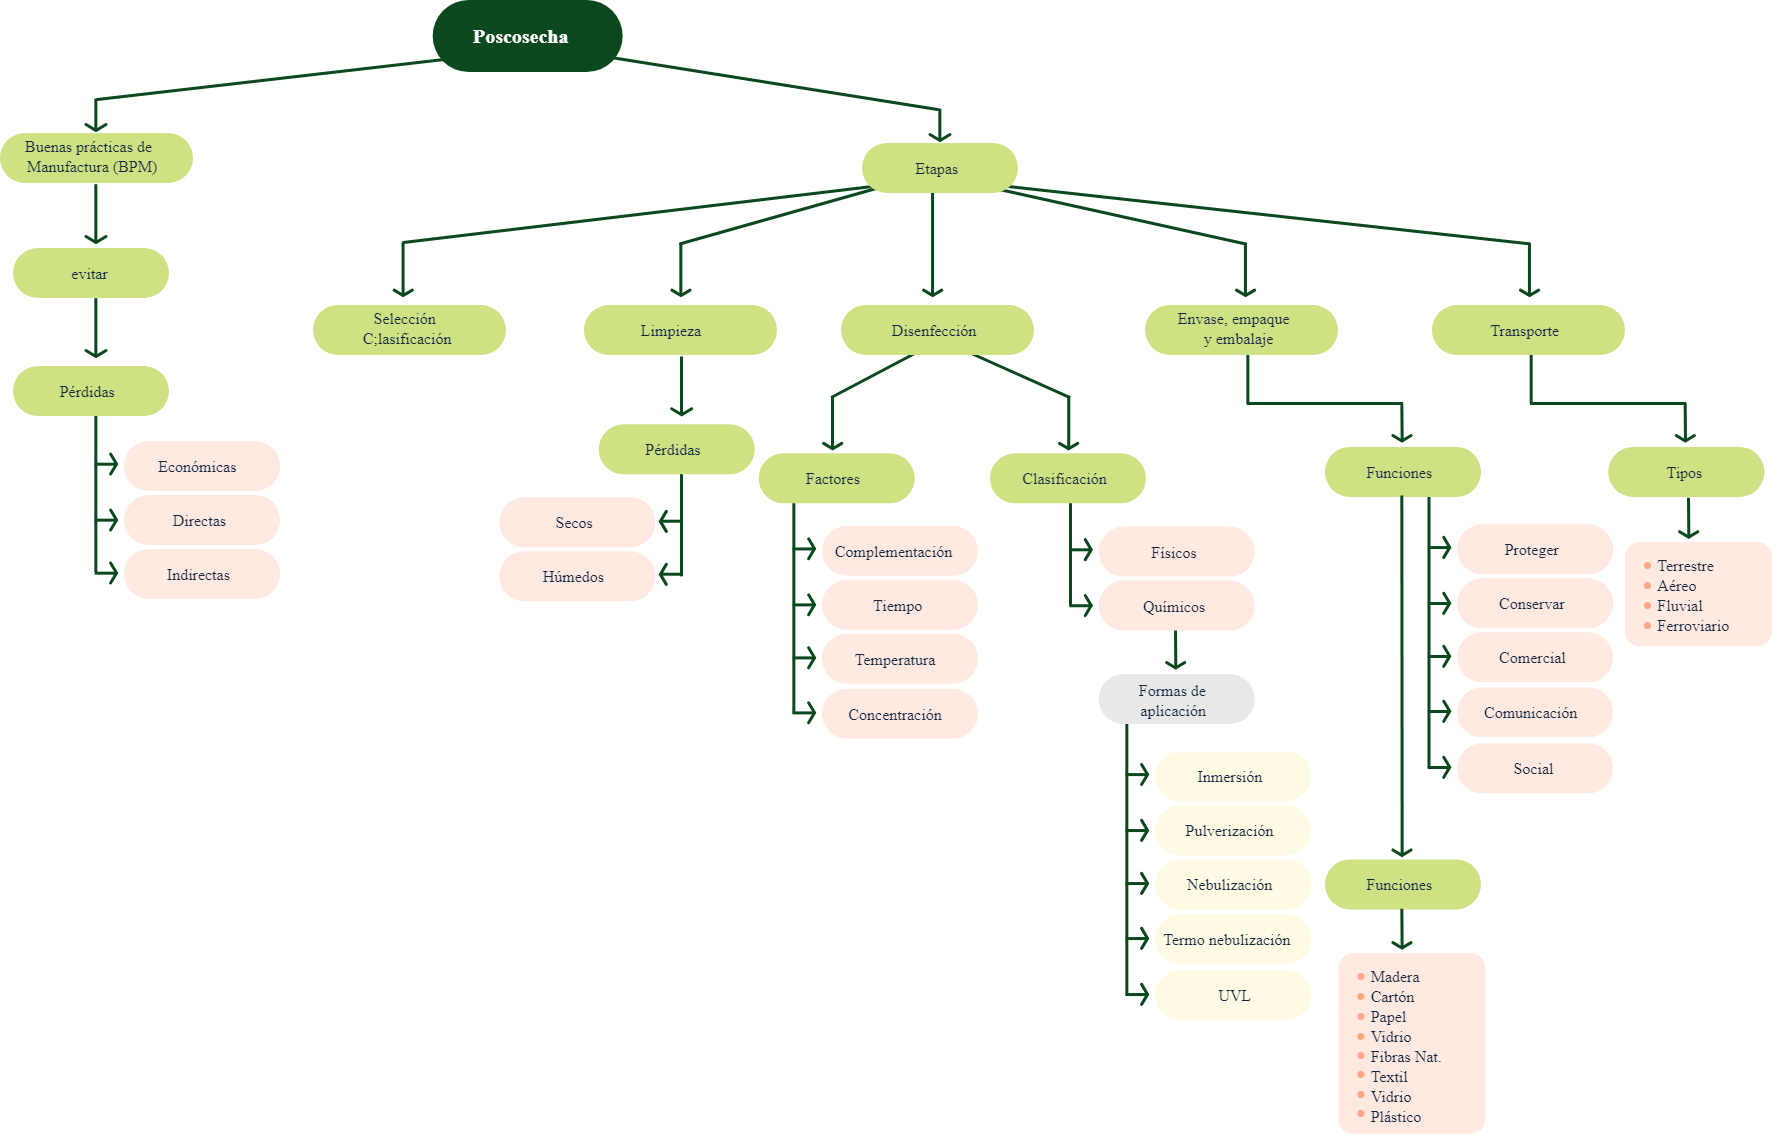 Poscosecha
Buenas prácticas de
Manufactura (BPM)
evitar
Pérdidas
Económicas
Directas
Indirectas
Etapas
Selección
C;lasificación
Limpieza
Pérdidas
Secos
Húmedos
Disenfección
Factores
Complementación
Tiempo
Temperatura
Concentración
Clasificación
Físicos
Químicos
Formas de
aplicación
Inmersión
Pulverización
Nebulización
Termo nebulización
UVL
Envase, empaque
y embalaje
Funciones
Proteger
Conservar
Comercial
Comunicación
Social
Funciones
Madera
Cartón
Papel
Vidrio
Fibras Nat.
Textil
Vidrio
Plástico
Transporte
Tipos
Terrestre
Aéreo
Fluvial
Ferroviario